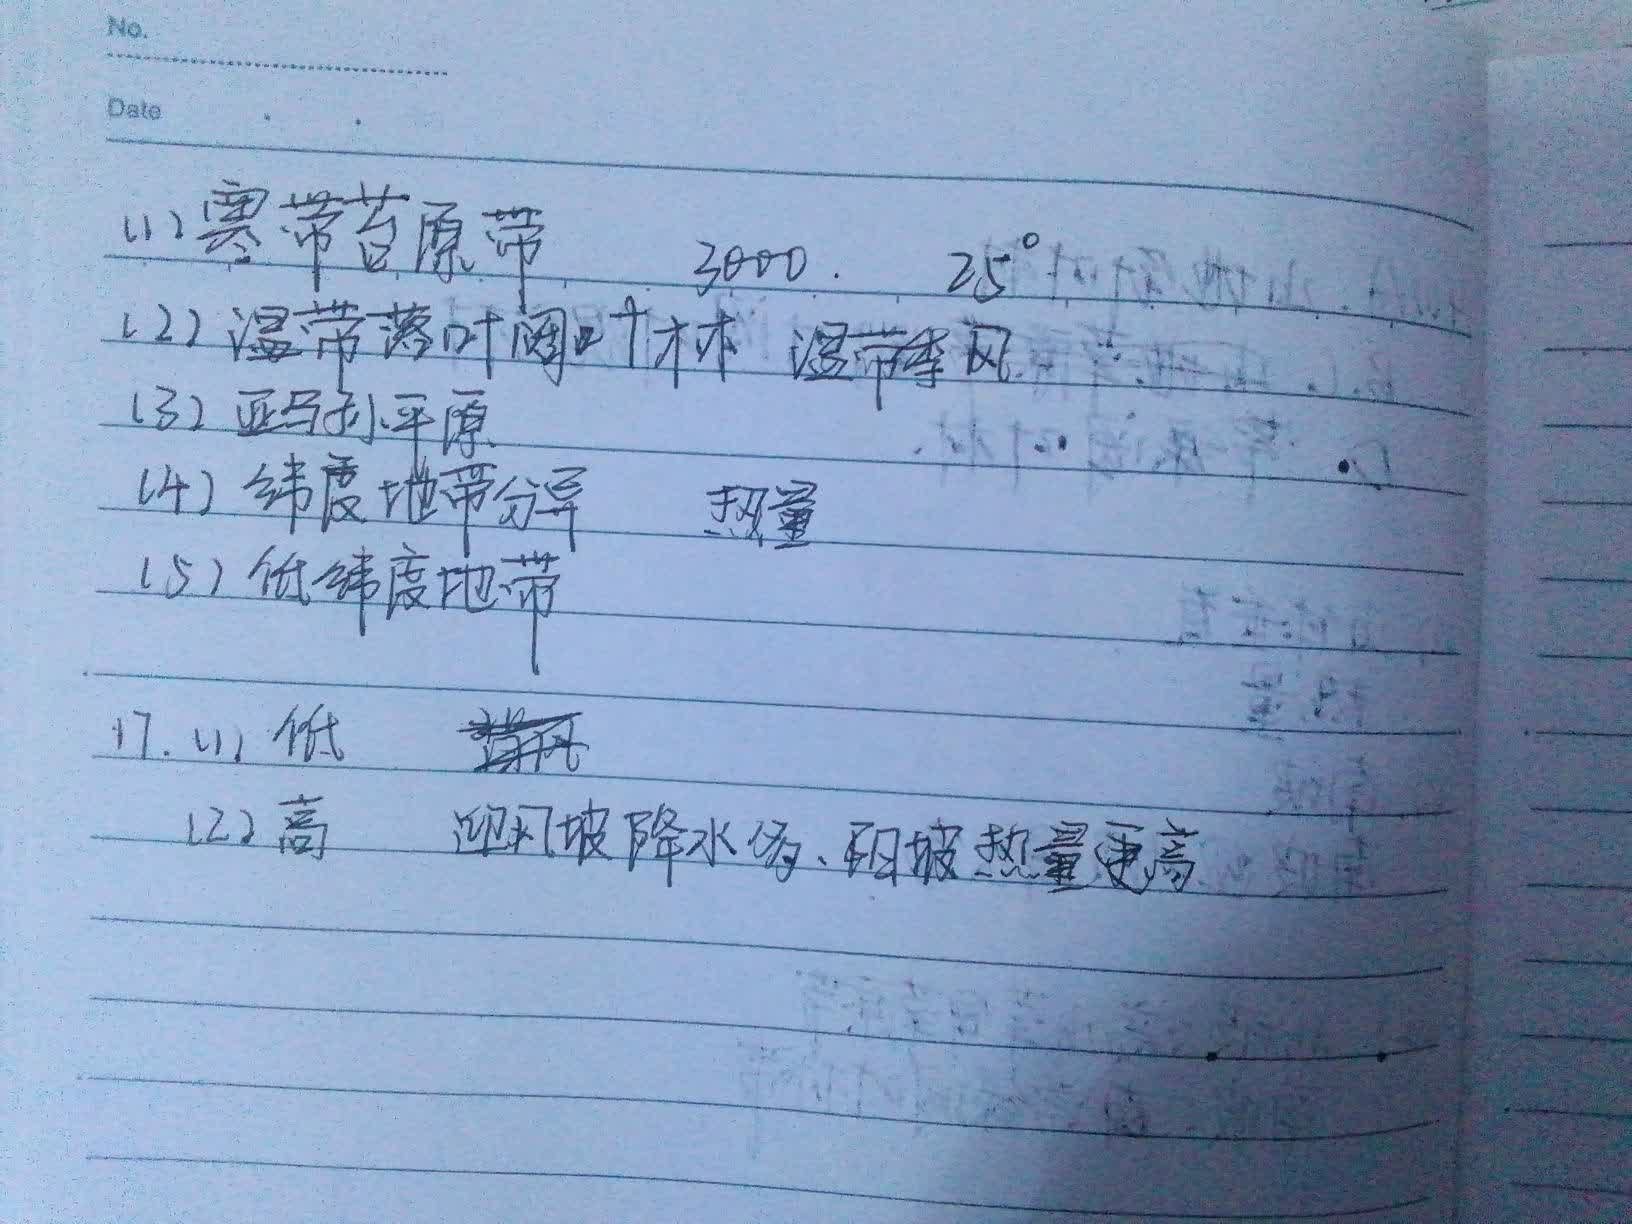 No.
Date
(1) 寒带苔原带 3000. 25°
(2) 温带落叶阔叶林 温带季风
(3) 亚马孙平原
(4) 纬度地带分异 热量
(5) 低纬度地带
17. (1) 低
(2) 高 迎风坡降水多、阳坡热量更高